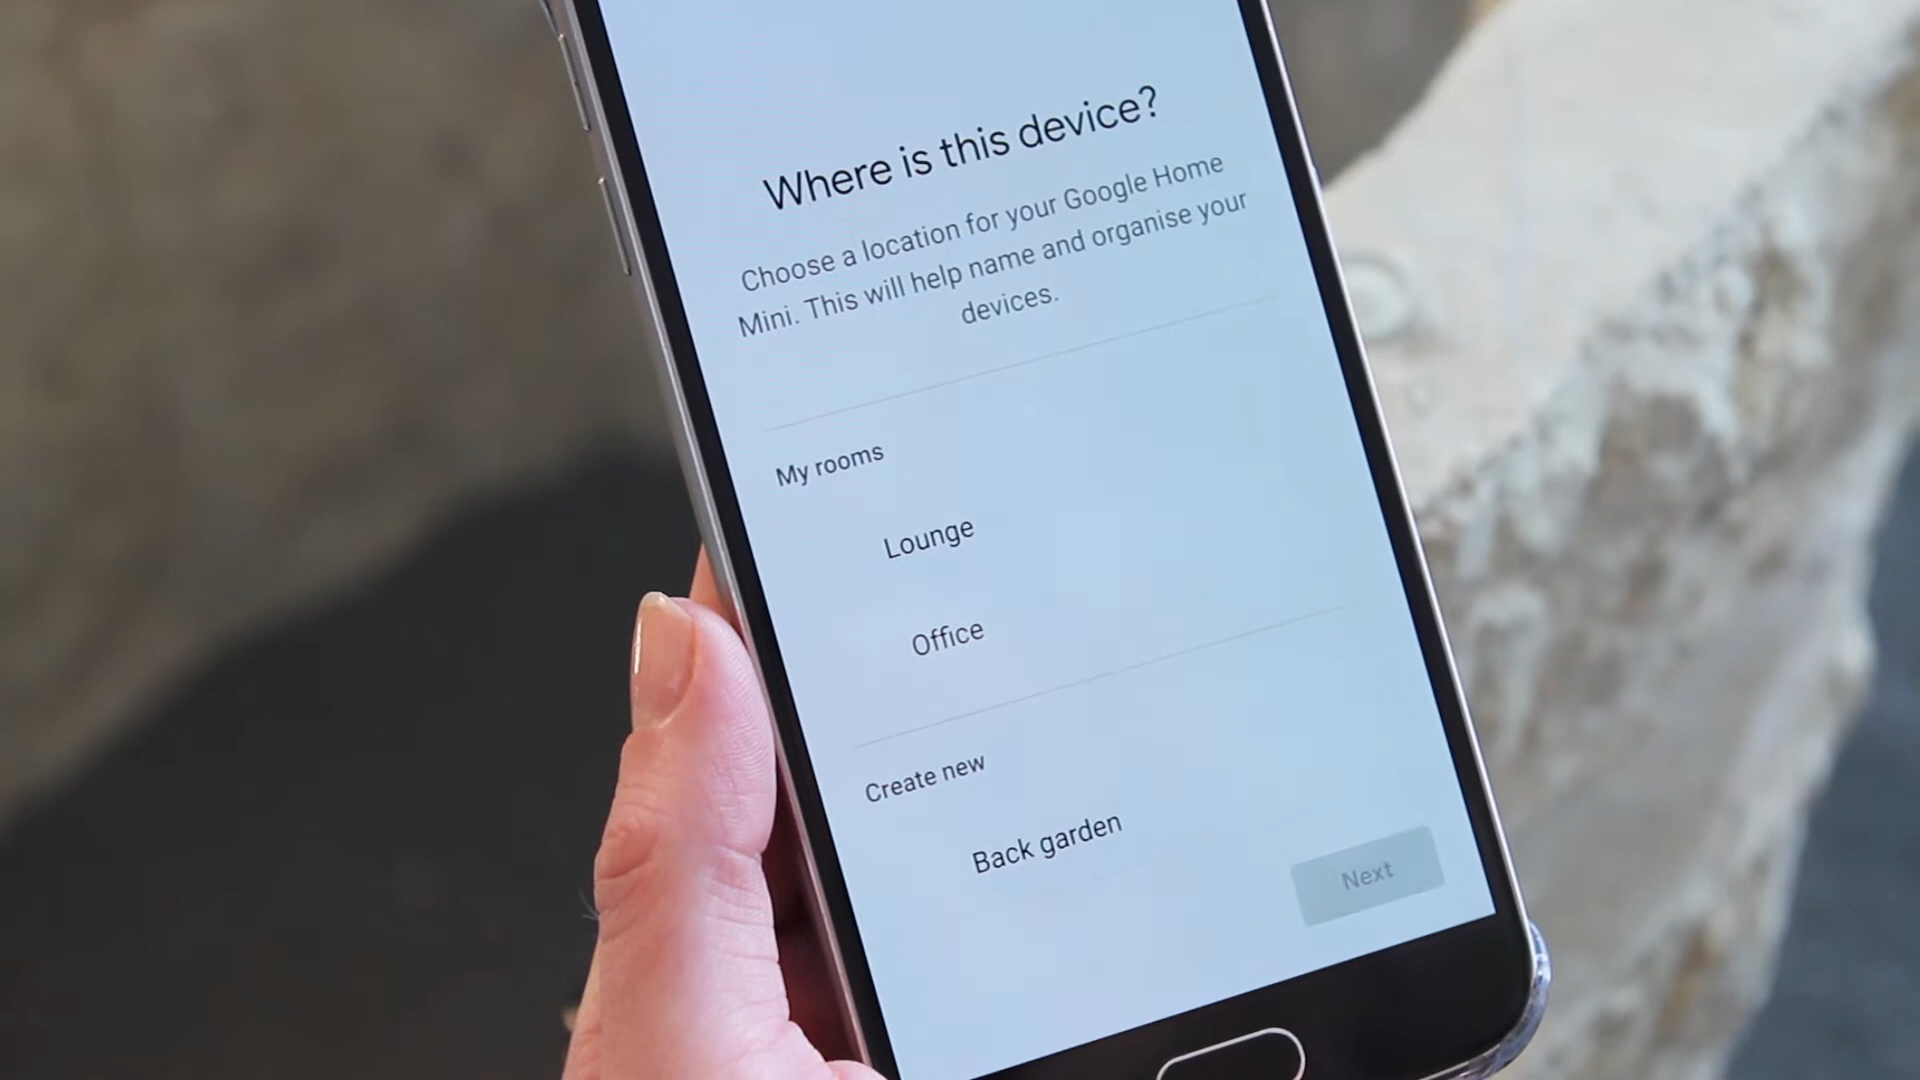 Where is this device?
Choose a location for your Google Home
Mini. This will help name and organise your
devices.
My rooms
Lounge
Office
Create new
Back garden
Next